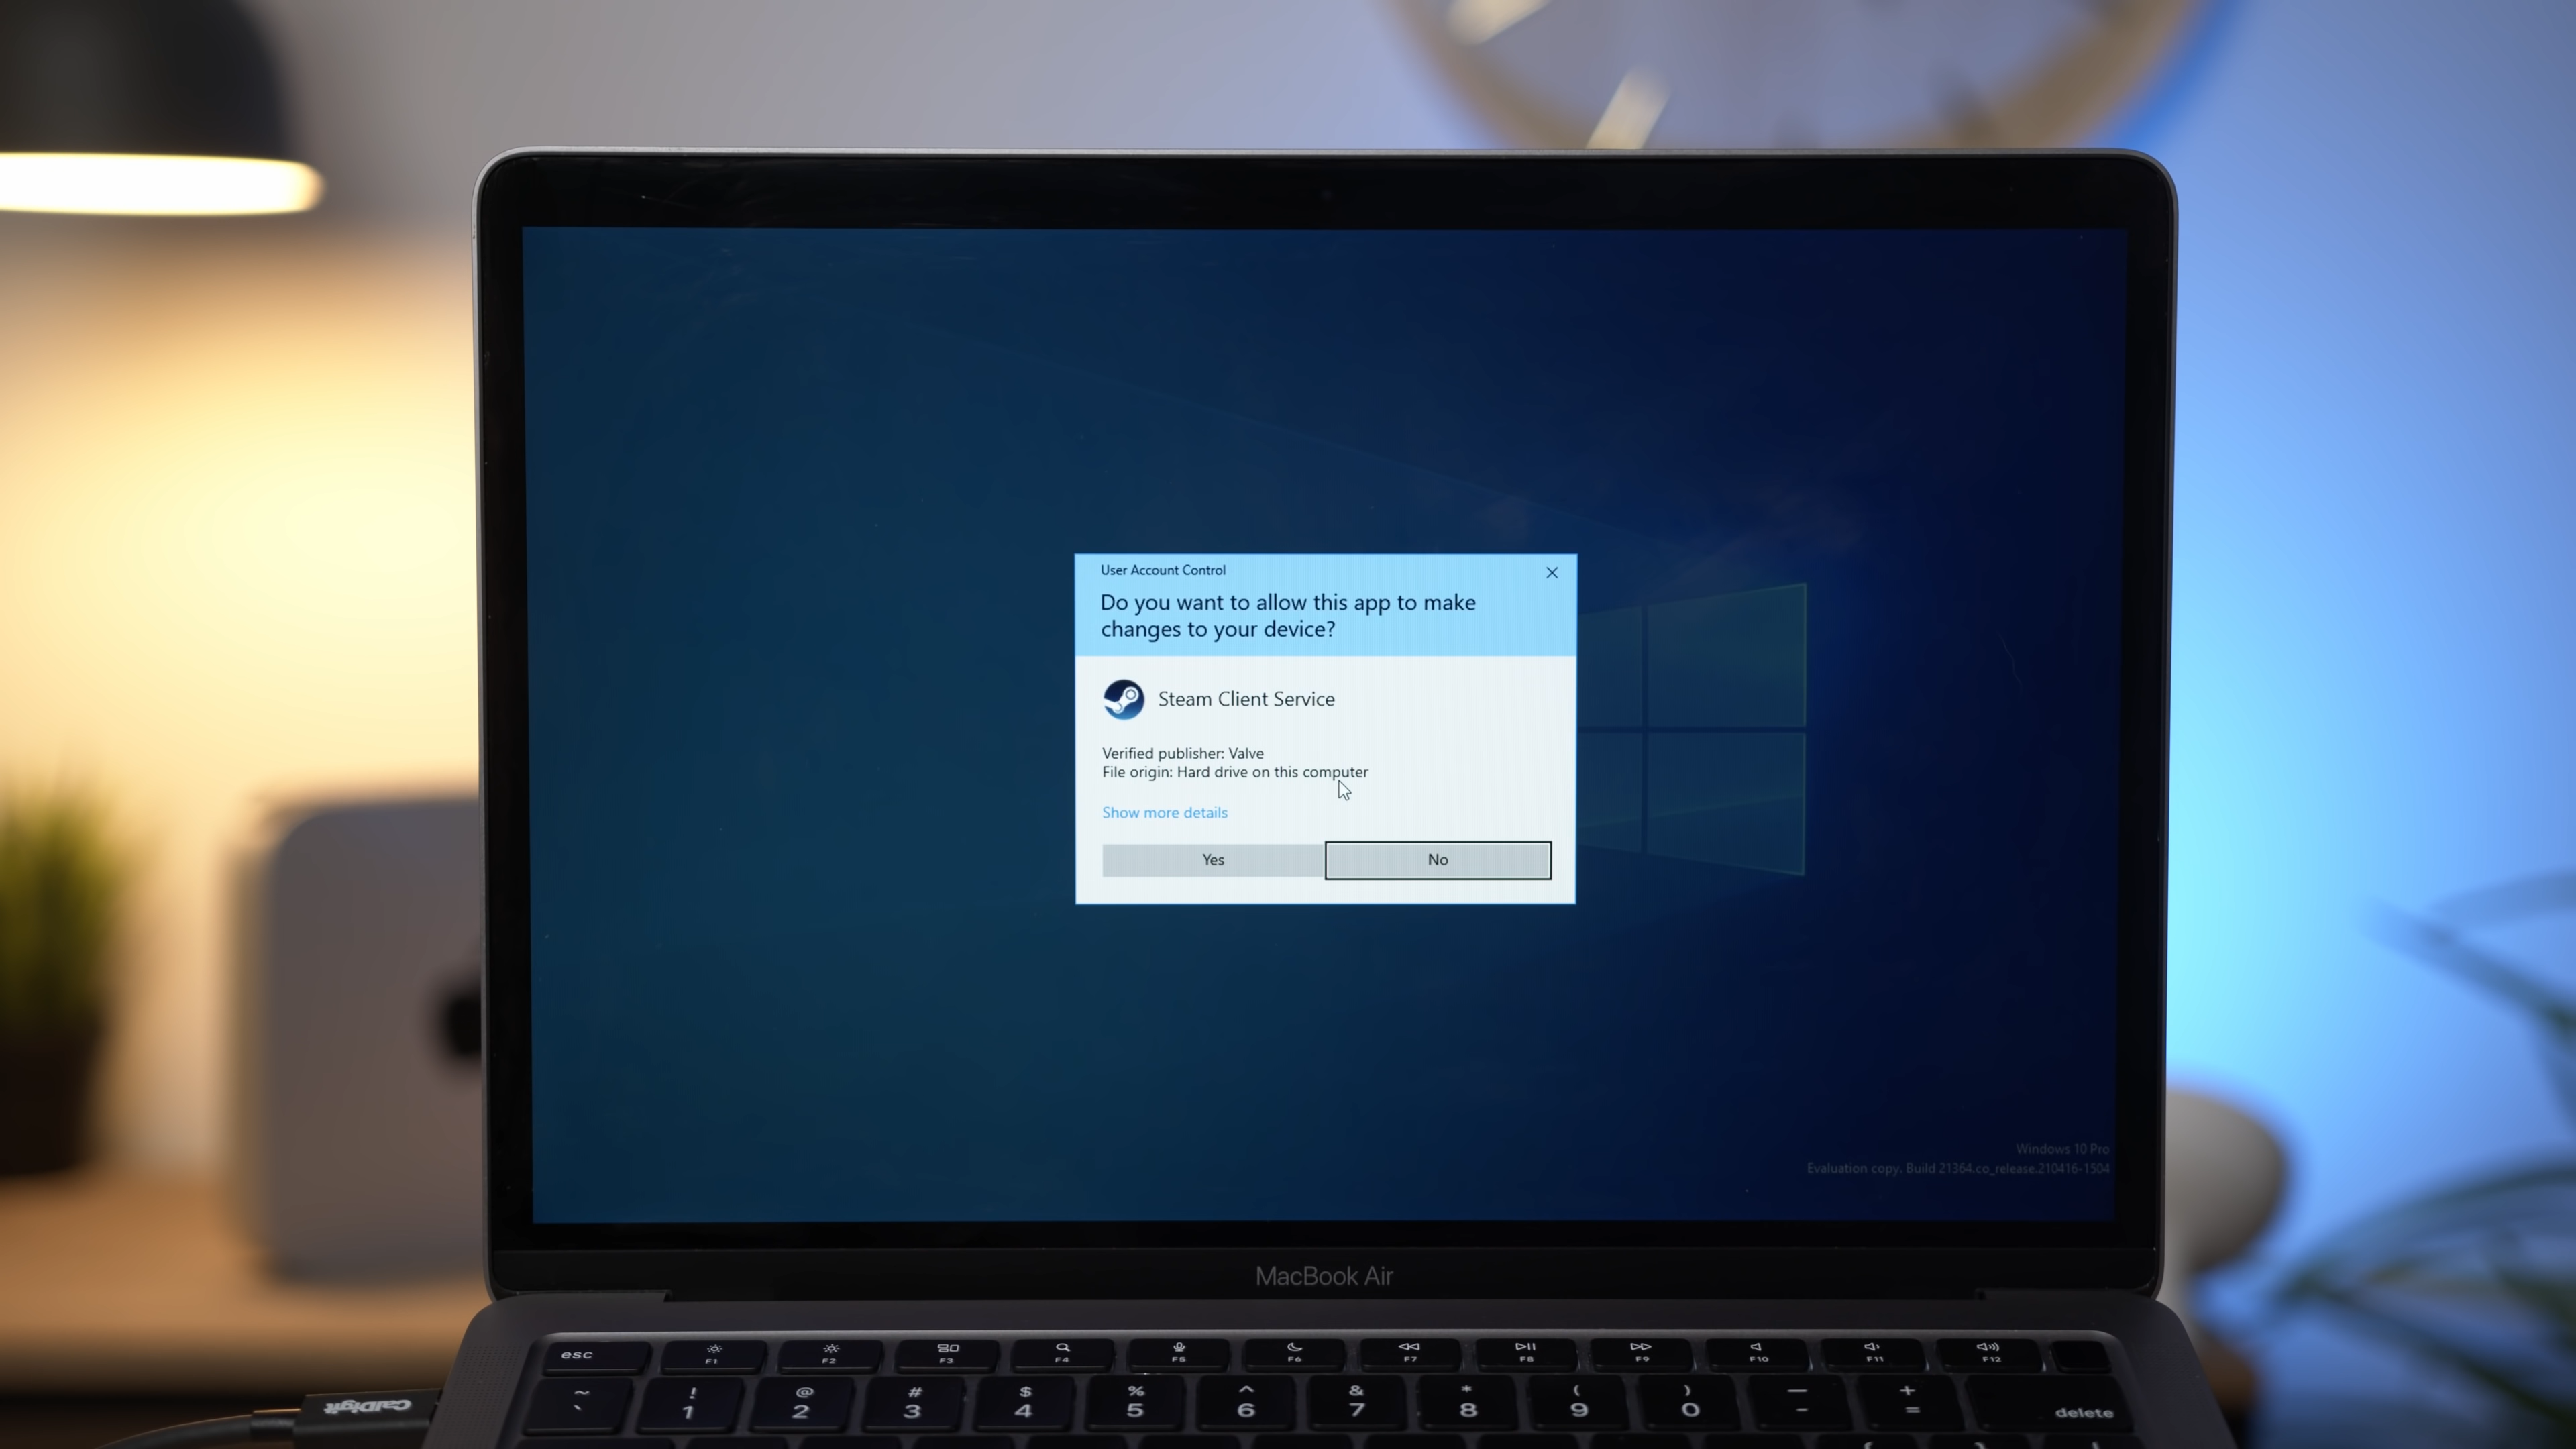 User Account Control
Do you want to allow this app to make
changes to your device?
Steam Client Service
Verified publisher: Valve
File origin: Hard drive on this computer
Show more details
Yes
No
Windows 10 Pro
Evaluation copy. Build 21364.co_release.210416-1504
MacBook Air
esc
F1
F2
F3
F4
F5
F6
F7
F8
F9
F10
F11
F12
~ ! @ # $ % ^ & * ( ) — +
` 1 2 3 4 5 6 7 8 9 0 - =
delete
CalDigit